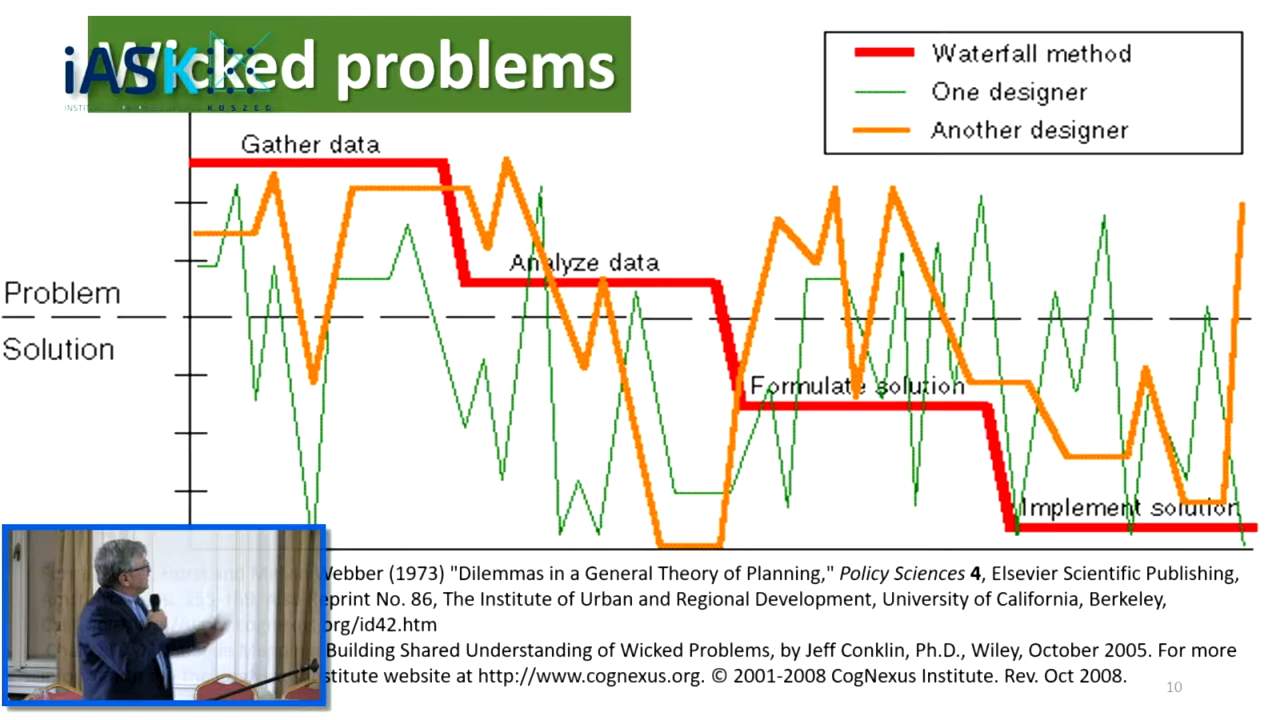 Wicked problems
iASK
KOSZEG
Waterfall method
One designer
Another designer
Gather data
Analyze data
Problem
Solution
Formulate solution
Implement solution
Webber (1973) "Dilemmas in a General Theory of Planning," Policy Sciences 4, Elsevier Scientific Publishing,
Reprint No. 86, The Institute of Urban and Regional Development, University of California, Berkeley,
org/id42.htm
Building Shared Understanding of Wicked Problems, by Jeff Conklin, Ph.D., Wiley, October 2005. For more
website at http://www.cognexus.org. © 2001-2008 CogNexus Institute. Rev. Oct 2008.
10